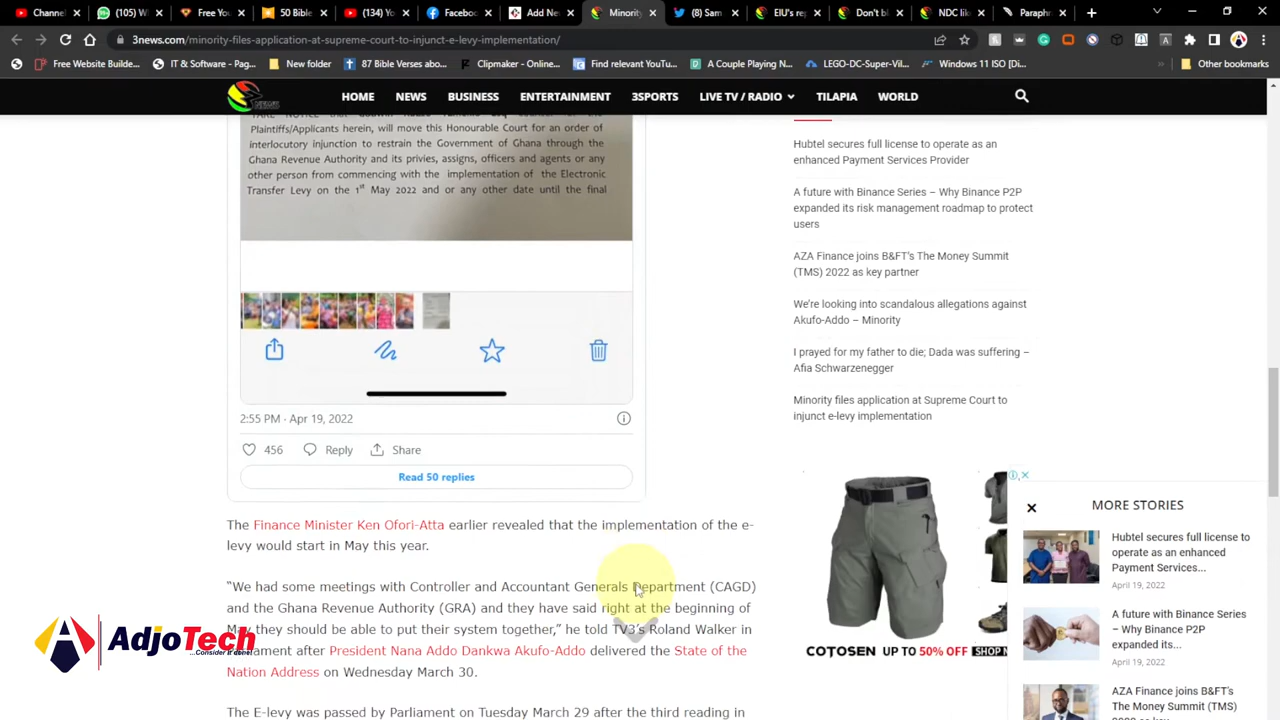 Channel
(105) W
Free You
50 Bible
(134) Yo
Facebo
Add Ne
Minority
(8) Sam
EIU's re
Don't bl
NDC lik
Paraphr
3news.com/minority-files-application-at-supreme-court-to-injunct-e-levy-implementation/
Free Website Builde...
IT & Software - Pag...
New folder
87 Bible Verses abo...
Clipmaker - Online...
Find relevant YouTu...
A Couple Playing N...
LEGO-DC-Super-Vil...
Windows 11 ISO [Di...
Other bookmarks
HOME NEWS BUSINESS ENTERTAINMENT 3SPORTS LIVE TV / RADIO TILAPIA WORLD
Plaintiffs/Applicants herein, will move this Honourable Court for an order of
interlocutory injunction to restrain the Government of Ghana through the
Ghana Revenue Authority and its privies, assigns, officers and agents or any
other person from commencing with the implementation of the Electronic
Transfer Levy on the 1st May 2022 and or any other date until the final
2:55 PM · Apr 19, 2022
456 Reply Share
Read 50 replies
The Finance Minister Ken Ofori-Atta earlier revealed that the implementation of the e-
levy would start in May this year.
“We had some meetings with Controller and Accountant Generals Department (CAGD)
and the Ghana Revenue Authority (GRA) and they have said right at the beginning of
May they should be able to put their system together,” he told TV3's Roland Walker in
after President Nana Addo Dankwa Akufo-Addo delivered the State of the
Nation Address on Wednesday March 30.
The E-levy was passed by Parliament on Tuesday March 29 after the third reading in
Hubtel secures full license to operate as an
enhanced Payment Services Provider
A future with Binance Series – Why Binance P2P
expanded its risk management roadmap to protect
users
AZA Finance joins B&FT's The Money Summit
(TMS) 2022 as key partner
We're looking into scandalous allegations against
Akufo-Addo – Minority
I prayed for my father to die; Dada was suffering –
Afia Schwarzenegger
Minority files application at Supreme Court to
injunct e-levy implementation
COTOSEN UP TO 50% OFF SHOP N
MORE STORIES
Hubtel secures full license to
operate as an enhanced
Payment Services...
April 19, 2022
A future with Binance Series
– Why Binance P2P
expanded its...
April 19, 2022
AZA Finance joins B&FT's
The Money Summit (TMS)
AdjoTech
...Consider it done!